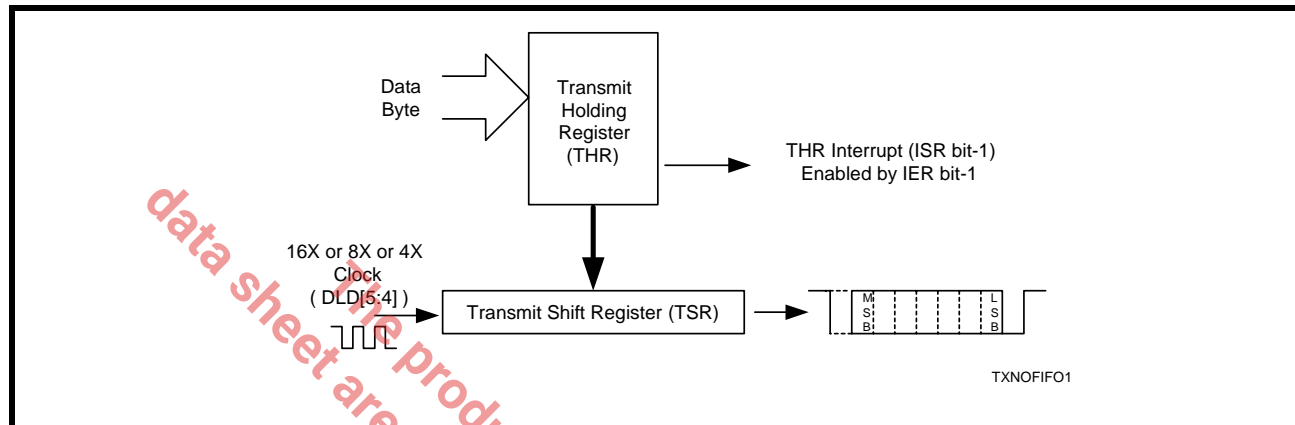 Data
Byte
Transmit
Holding
Register
(THR)
THR Interrupt (ISR bit-1)
Enabled by IER bit-1
16X or 8X or 4X
Clock
( DLD[5:4] )
Transmit Shift Register (TSR)
M
S
B
L
S
B
TXNOFIFO1
The
data sheet are